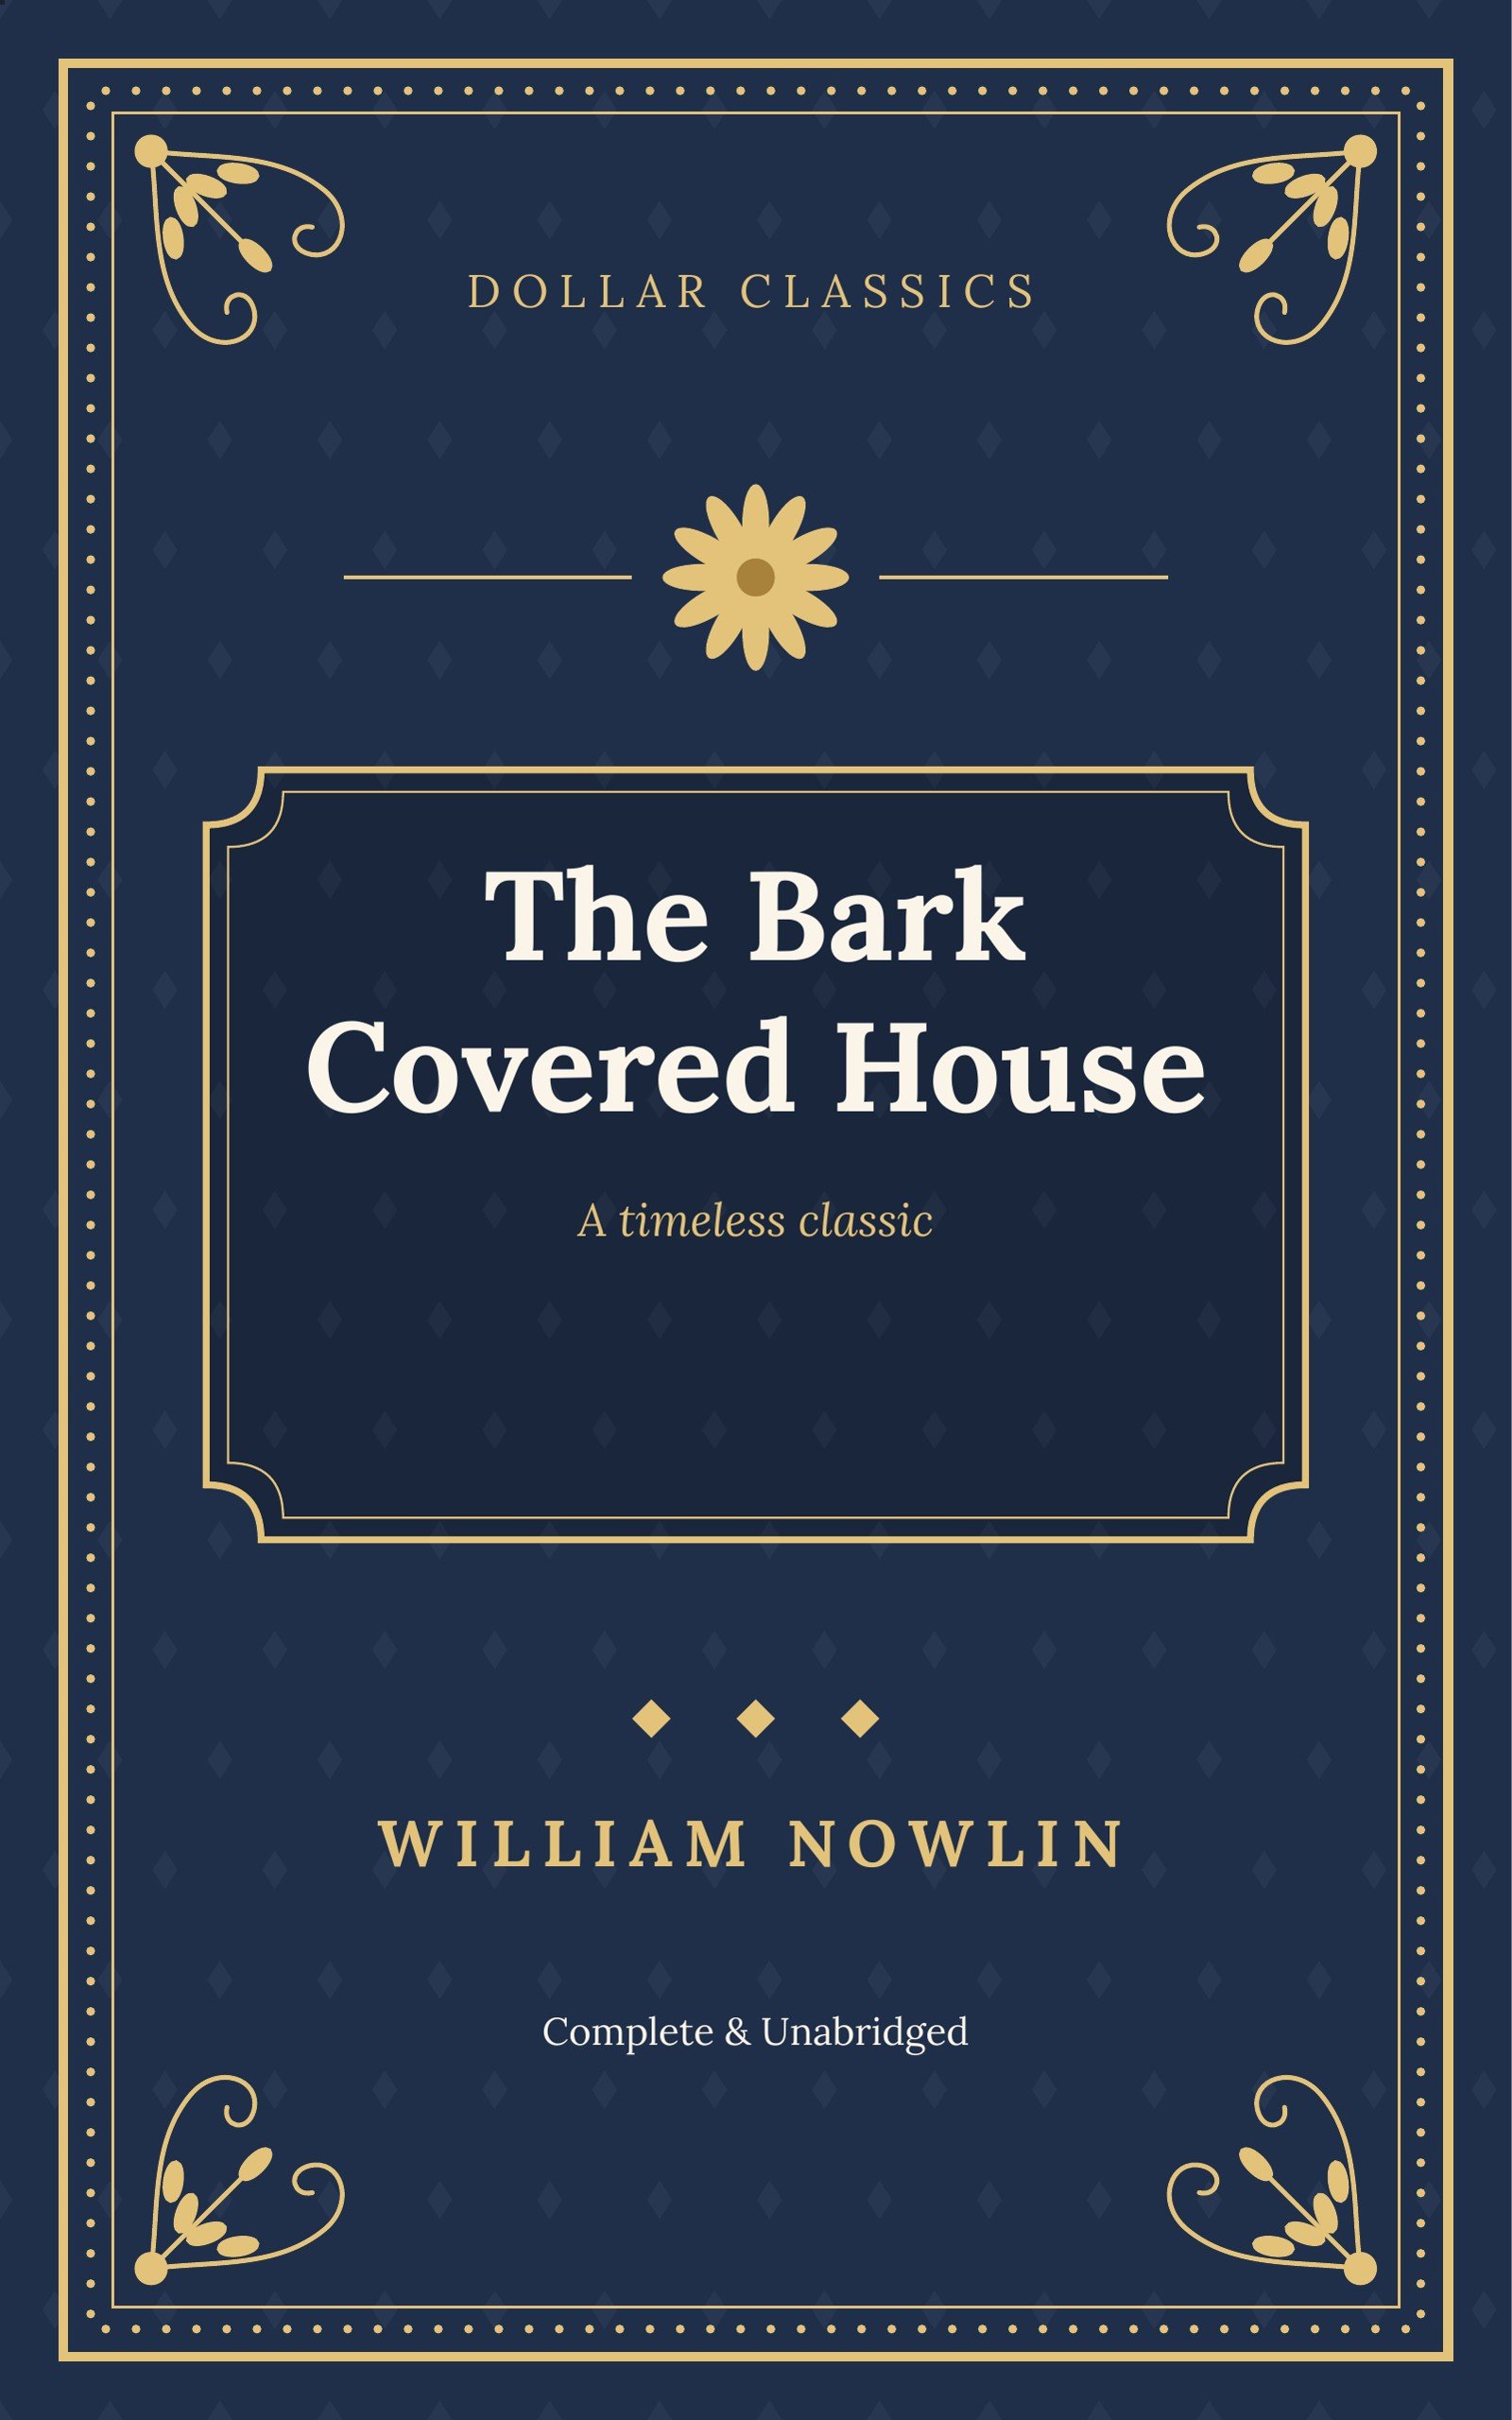 DOLLAR CLASSICS
The Bark
Covered House
A timeless classic
WILLIAM NOWLIN
Complete & Unabridged